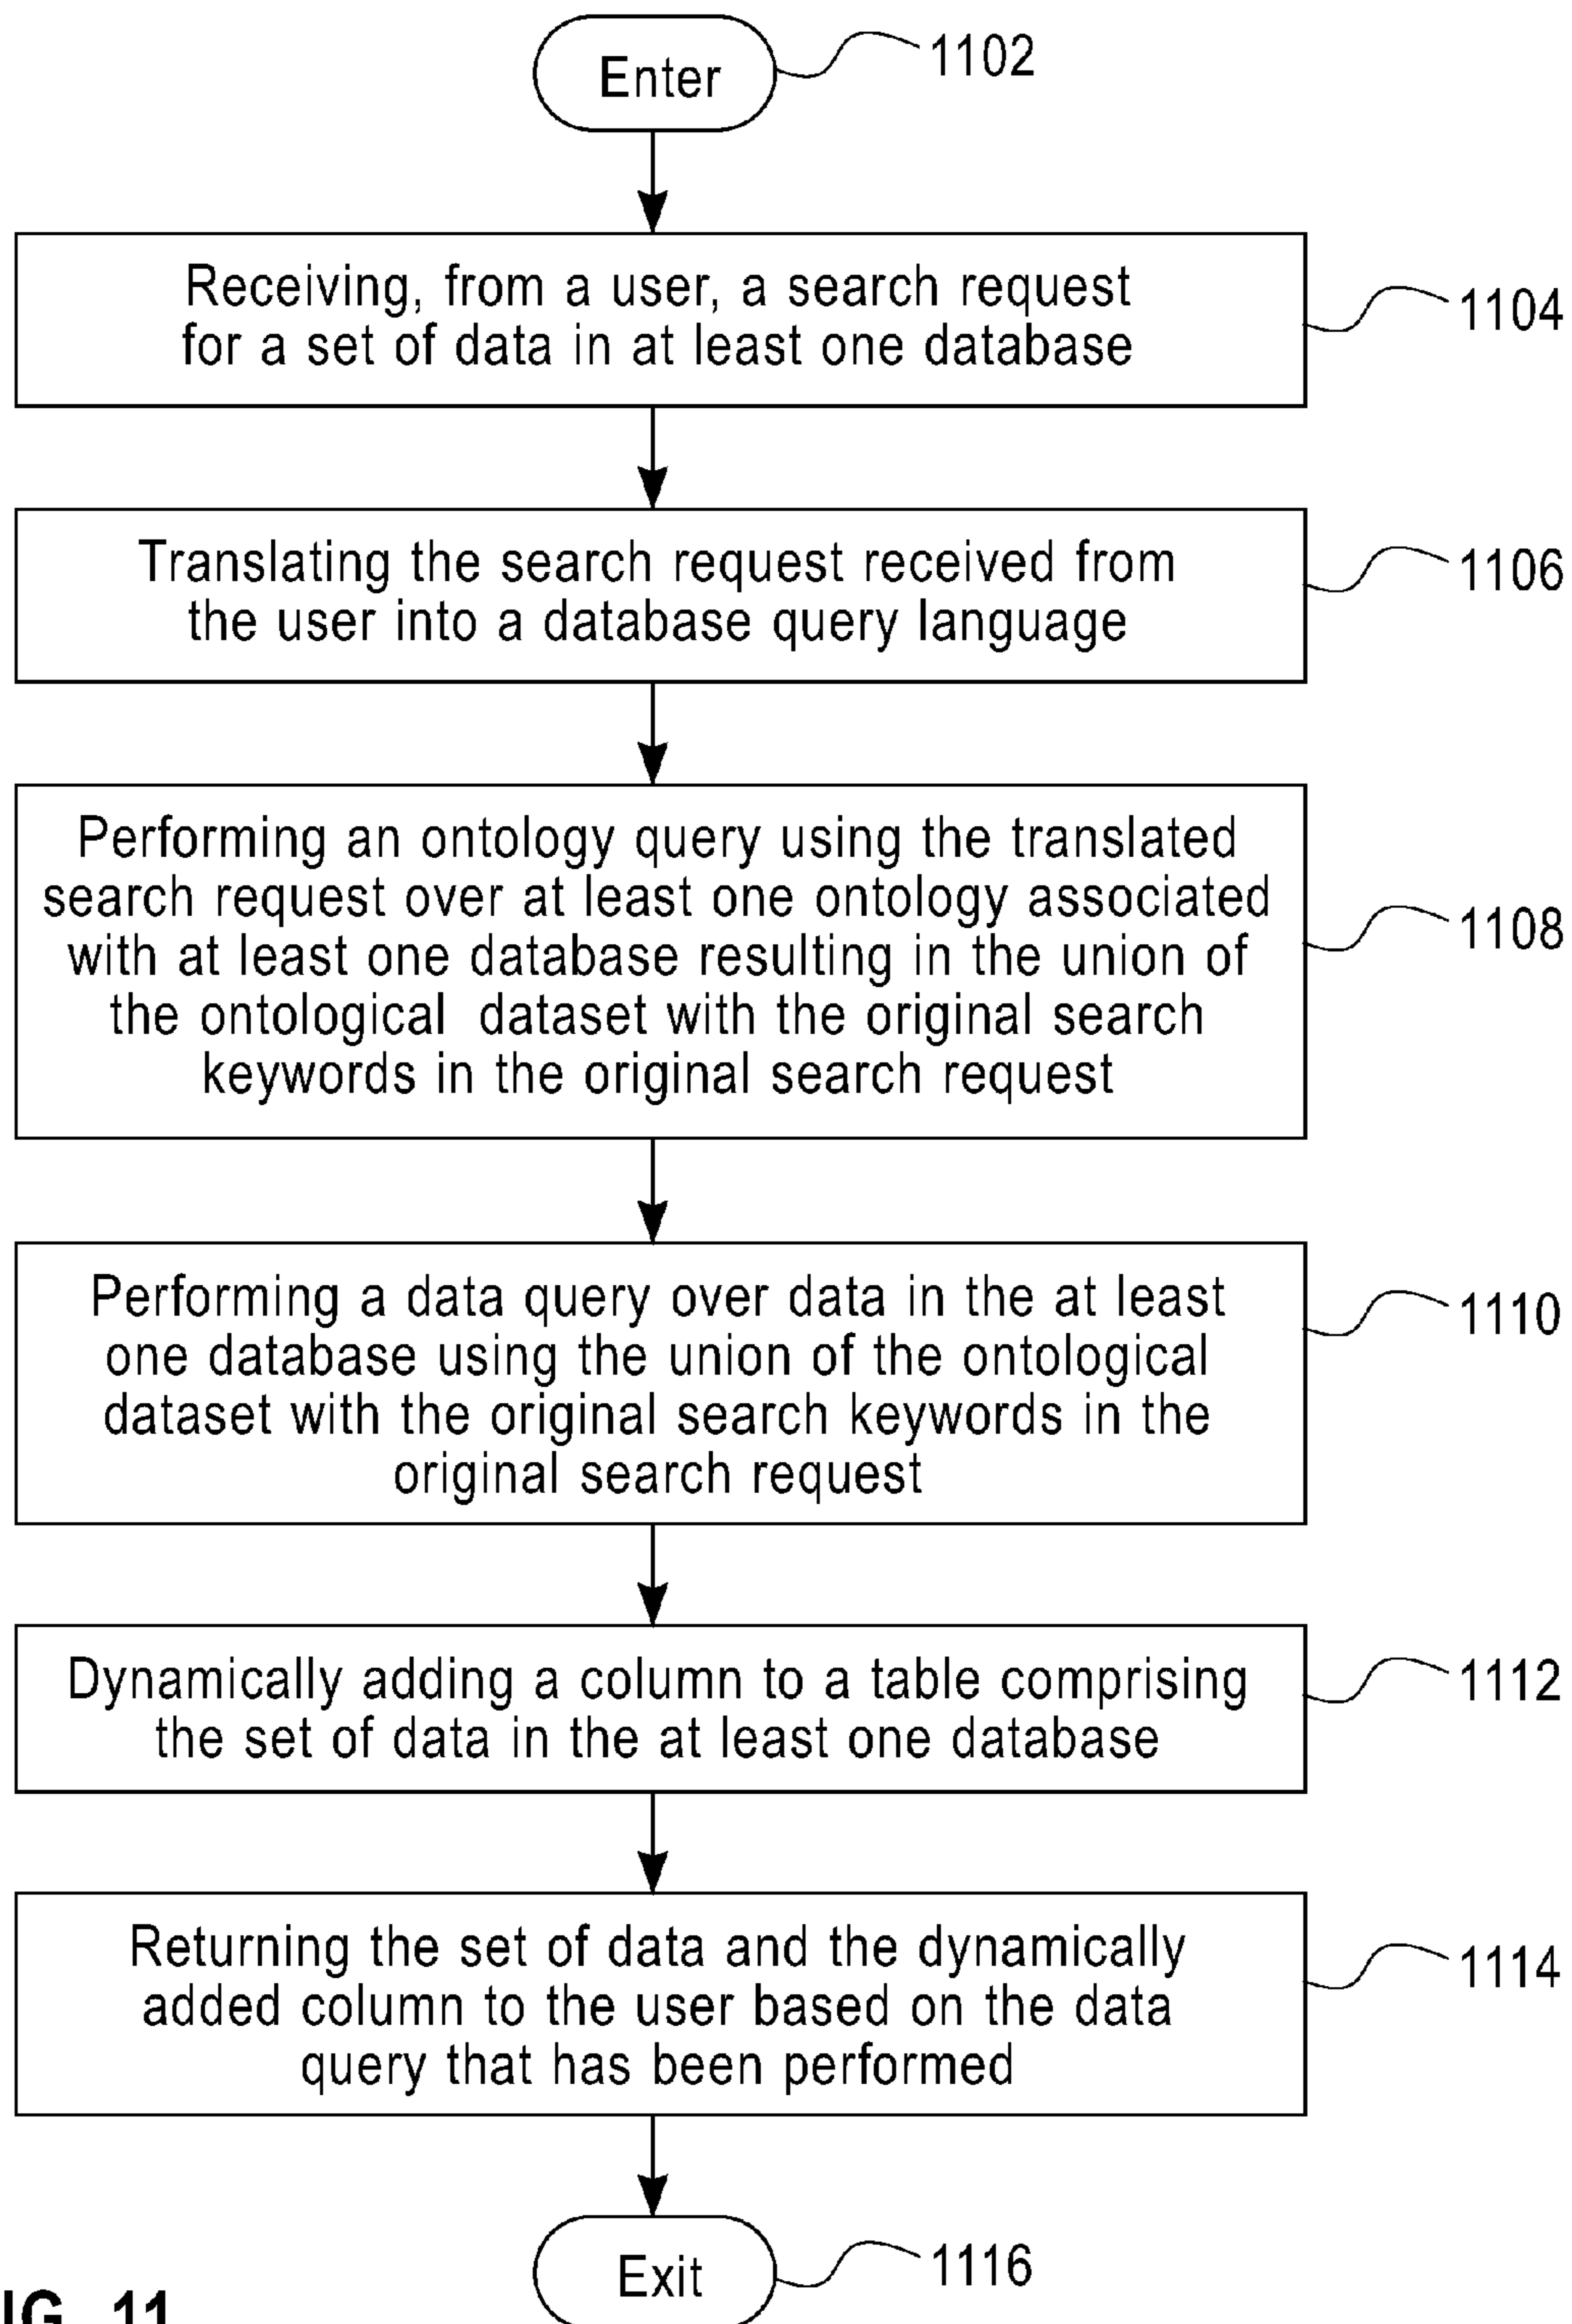 Enter
1102
Receiving, from a user, a search request
for a set of data in at least one database
1104
Translating the search request received from
the user into a database query language
1106
Performing an ontology query using the translated
search request over at least one ontology associated
with at least one database resulting in the union of
the ontological dataset with the original search
keywords in the original search request
1108
Performing a data query over data in the at least
one database using the union of the ontological
dataset with the original search keywords in the
original search request
1110
Dynamically adding a column to a table comprising
the set of data in the at least one database
1112
Returning the set of data and the dynamically
added column to the user based on the data
query that has been performed
1114
Exit
1116
IG. 11